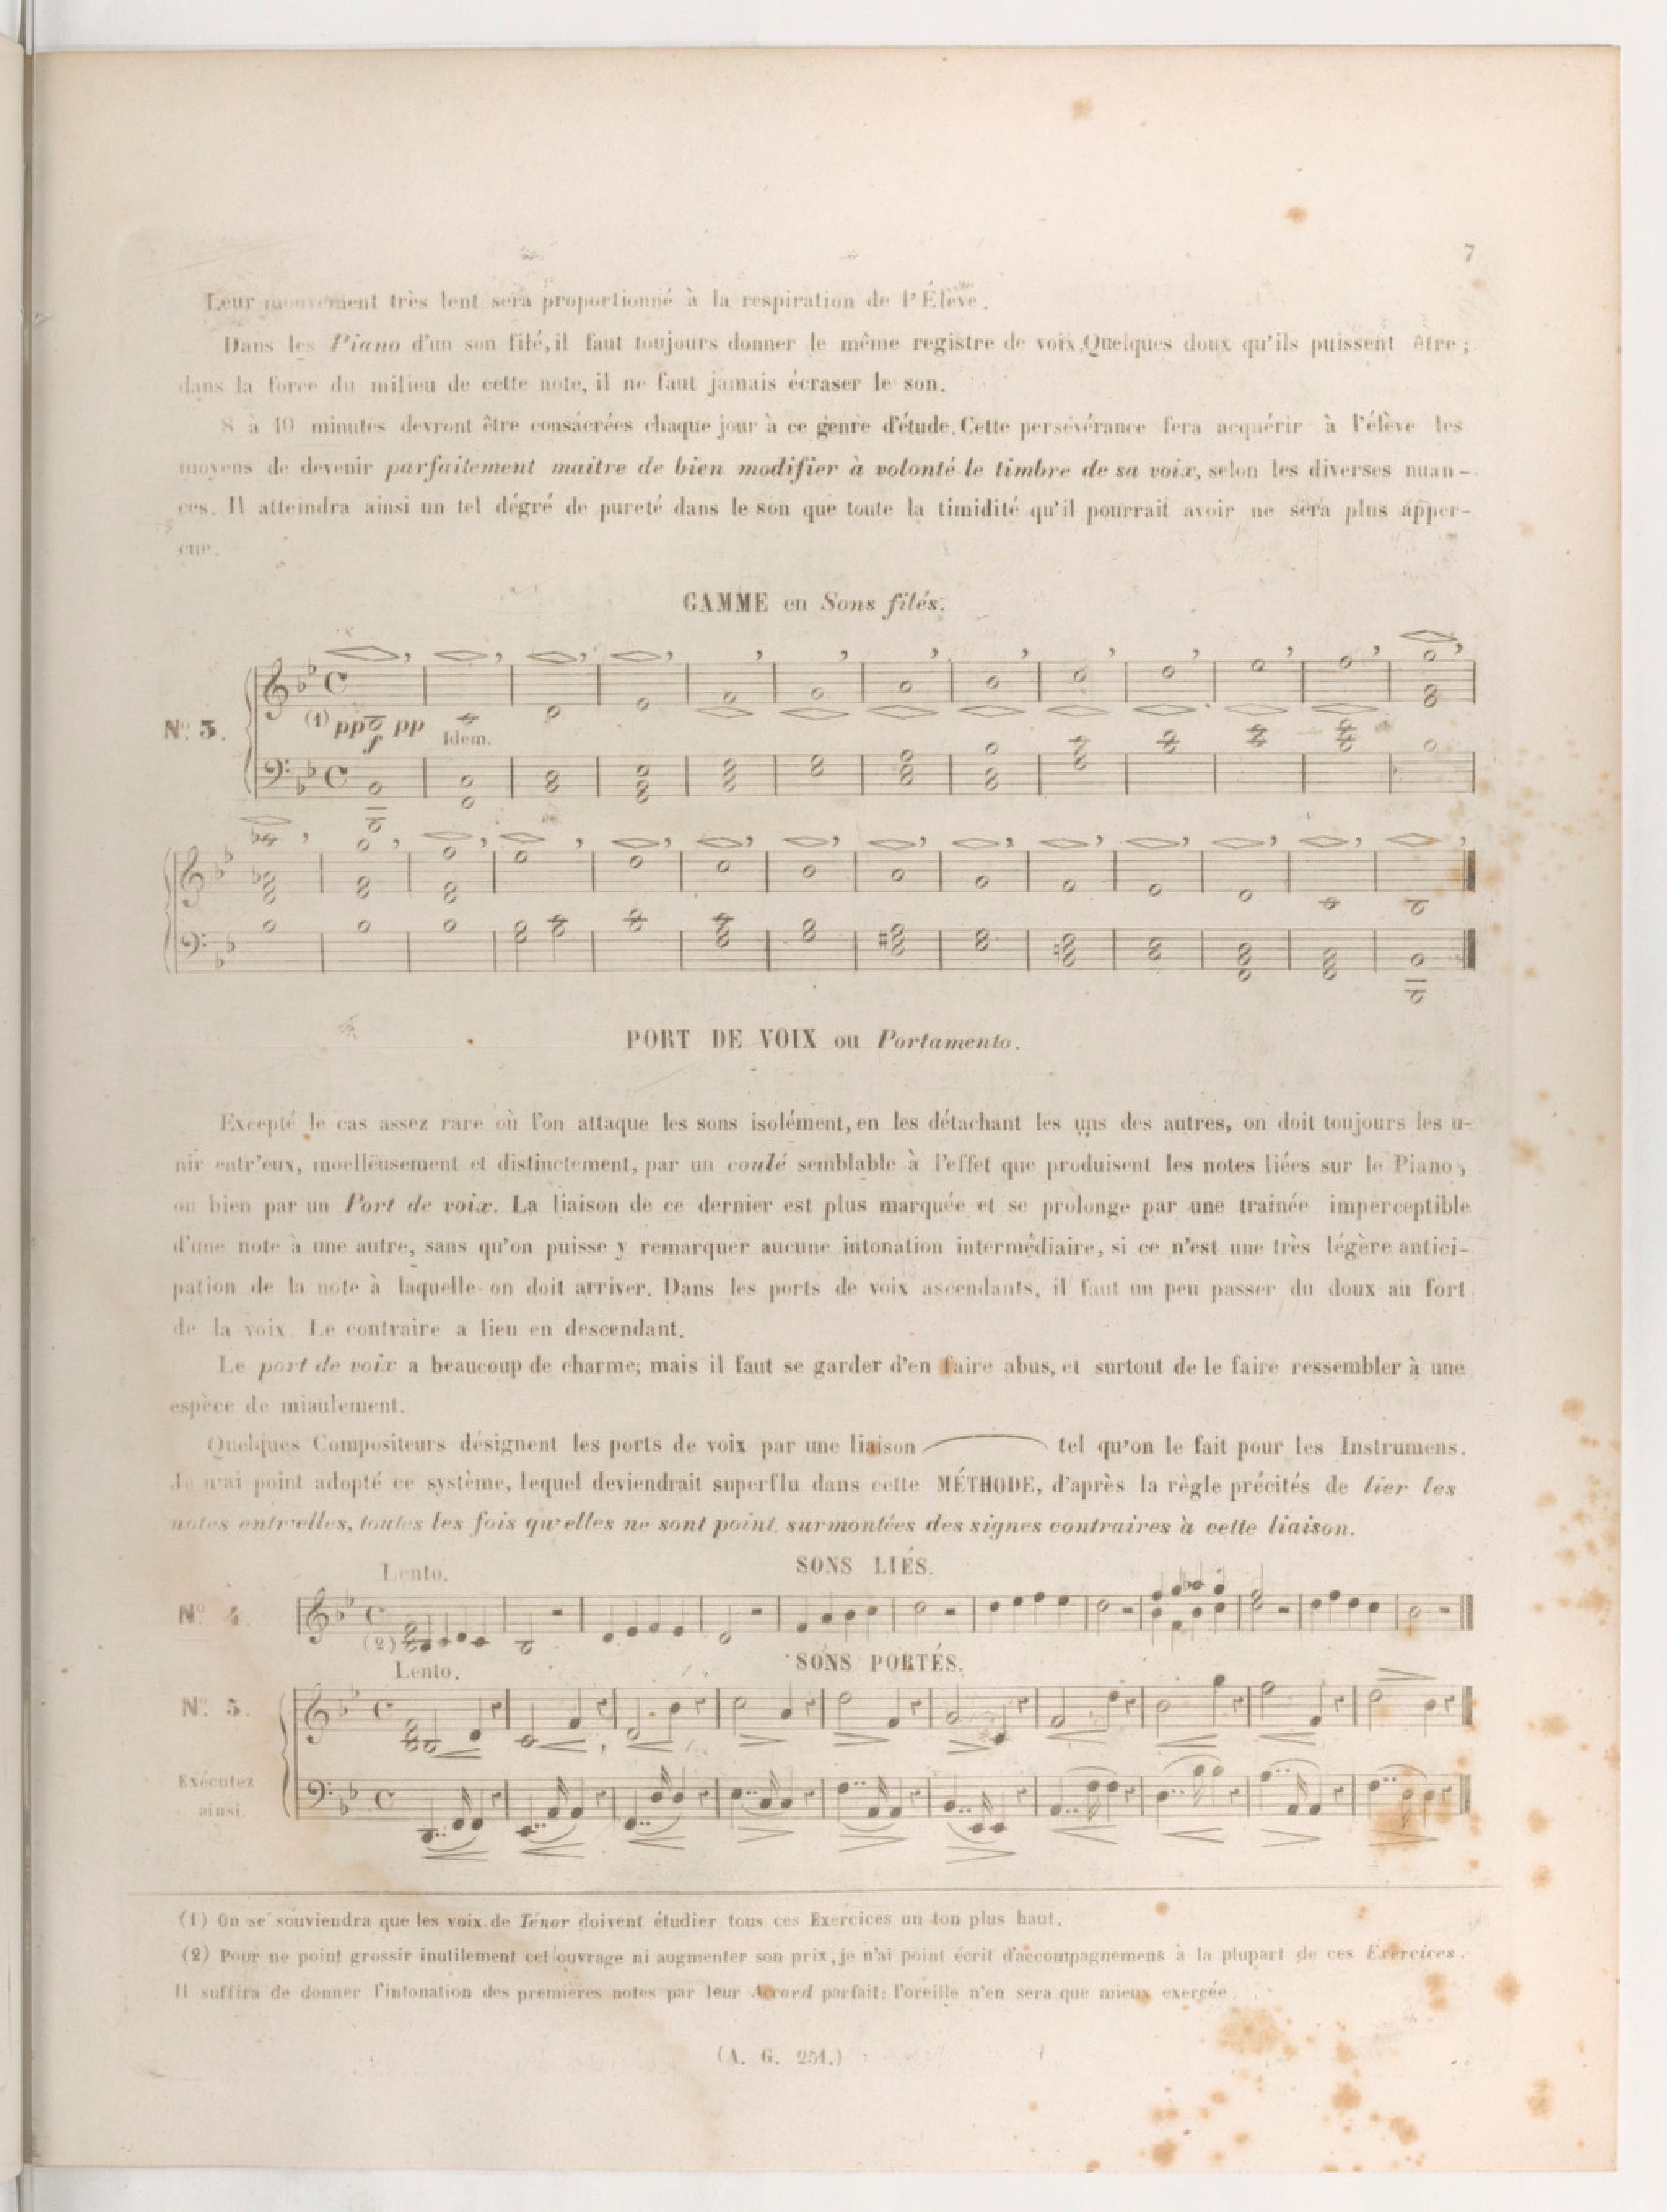 7
Leur mouvement très lent sera proportionné à la respiration de l'Élève.
Dans les Piano d'un son filé, il faut toujours donner le même registre de voix, Quelques doux qu'ils puissent être ;
dans la force du milieu de cette note, il ne faut jamais écraser le son.
8 à 10 minutes devront être consácrées chaque jour à ce genre d'étude. Cette persévérance fera acquérir à l'élève les
moyens de devenir parfaitement maitre de bien modifier à volonté le timbre de sa voix, selon les diverses nuan-
ces. Il atteindra ainsi un tel dégré de pureté dans le son que toute la timidité qu'il pourrait avoir ne sera plus apper-
cue.
GAMME en Sons filés.
Nº. 3.
(1) pp f pp Idem.
PORT DE VOIX ou Portamento.
Excepté le cas assez rare où l'on attaque les sons isolément, en les détachant les uns des autres, on doit toujours les u-
nir entr'eux, moelleusement et distinctement, par un coulé semblable à l'effet que produisent les notes liées sur le Piano,
ou bien par un Port de voix. La liaison de ce dernier est plus marquée et se prolonge par une trainée imperceptible
d'une note à une autre, sans qu'on puisse y remarquer aucune intonation intermédiaire, si ce n'est une très légère antici-
pation de la note à laquelle on doit arriver. Dans les ports de voix ascendants, il faut un peu passer du doux au fort
de la voix. Le contraire a lieu en descendant.
Le port de voix a beaucoup de charme; mais il faut se garder d'en faire abus, et surtout de le faire ressembler à une
espèce de miaulement.
Quelques Compositeurs désignent les ports de voix par une liaison tel qu'on le fait pour les Instrumens.
Je n'ai point adopté ce système, lequel deviendrait superflu dans cette MÉTHODE, d'après la règle précités de lier les
notes entr'elles, toutes les fois qu'elles ne sont point surmontées des signes contraires à cette liaison.
Lento. SONS LIÉS.
Nº 4.
(2)
Lento. SONS PORTÉS.
Nº. 5.
Exécutez
ainsi.
(1) On se souviendra que les voix de Ténor doivent étudier tous ces Exercices un ton plus haut.
(2) Pour ne point grossir inutilement cet ouvrage ni augmenter son prix, je n'ai point écrit d'accompagnemens à la plupart de ces Exercices.
Il suffira de donner l'intonation des premières notes par leur Accord parfait: l'oreille n'en sera que mieux exercée.
(A. G. 251.)